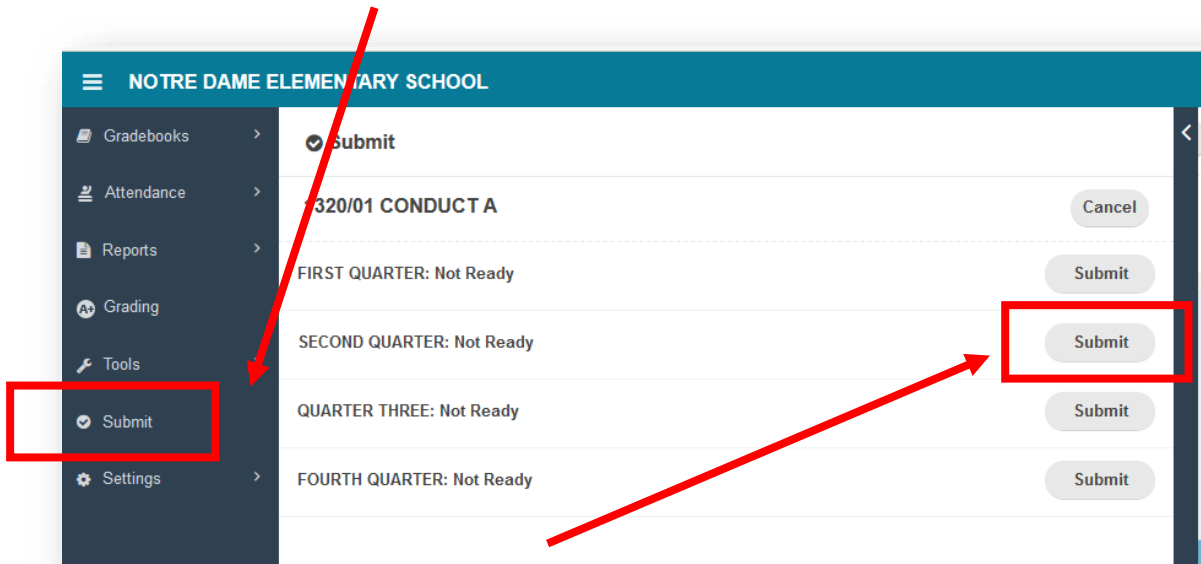 NOTRE DAME ELEMENTARY SCHOOL
Gradebooks
Attendance
Reports
A+ Grading
Tools
Submit
Settings
Submit
320/01 CONDUCT A
Cancel
FIRST QUARTER: Not Ready
Submit
SECOND QUARTER: Not Ready
Submit
QUARTER THREE: Not Ready
Submit
FOURTH QUARTER: Not Ready
Submit